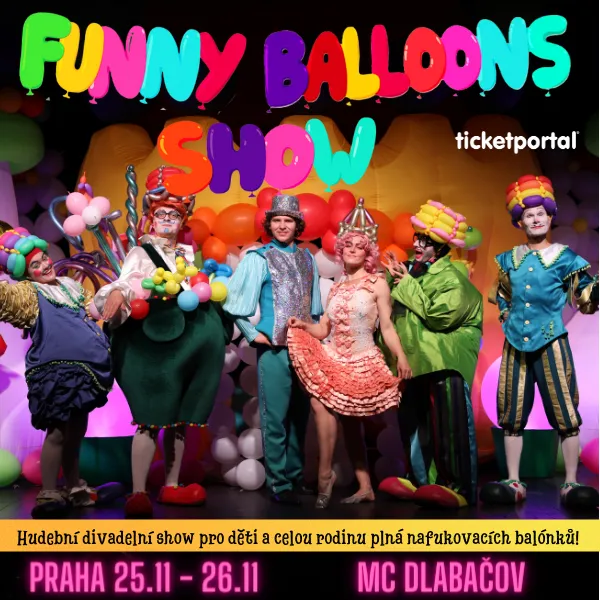 FUNNY BALLOONS
SHOW
ticketportal
Hudební divadelní show pro děti a celou rodinu plná nafukovacích balónků!
PRAHA 25.11 - 26.11 MC DLABAČOV